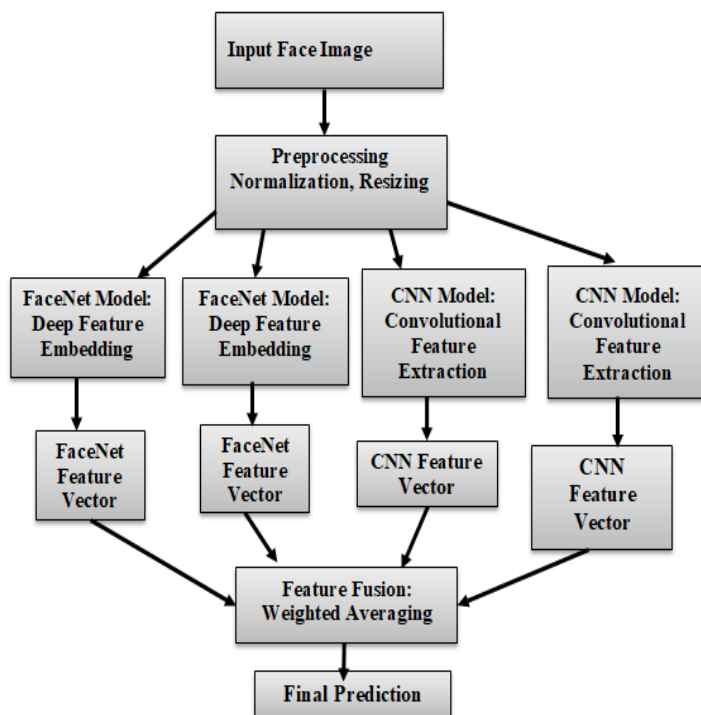 Input Face Image
Preprocessing
Normalization, Resizing
FaceNet Model:
Deep Feature
Embedding
FaceNet Model:
Deep Feature
Embedding
CNN Model:
Convolutional
Feature
Extraction
CNN Model:
Convolutional
Feature
Extraction
FaceNet
Feature
Vector
FaceNet
Feature
Vector
CNN Feature
Vector
CNN
Feature
Vector
Feature Fusion:
Weighted Averaging
Final Prediction